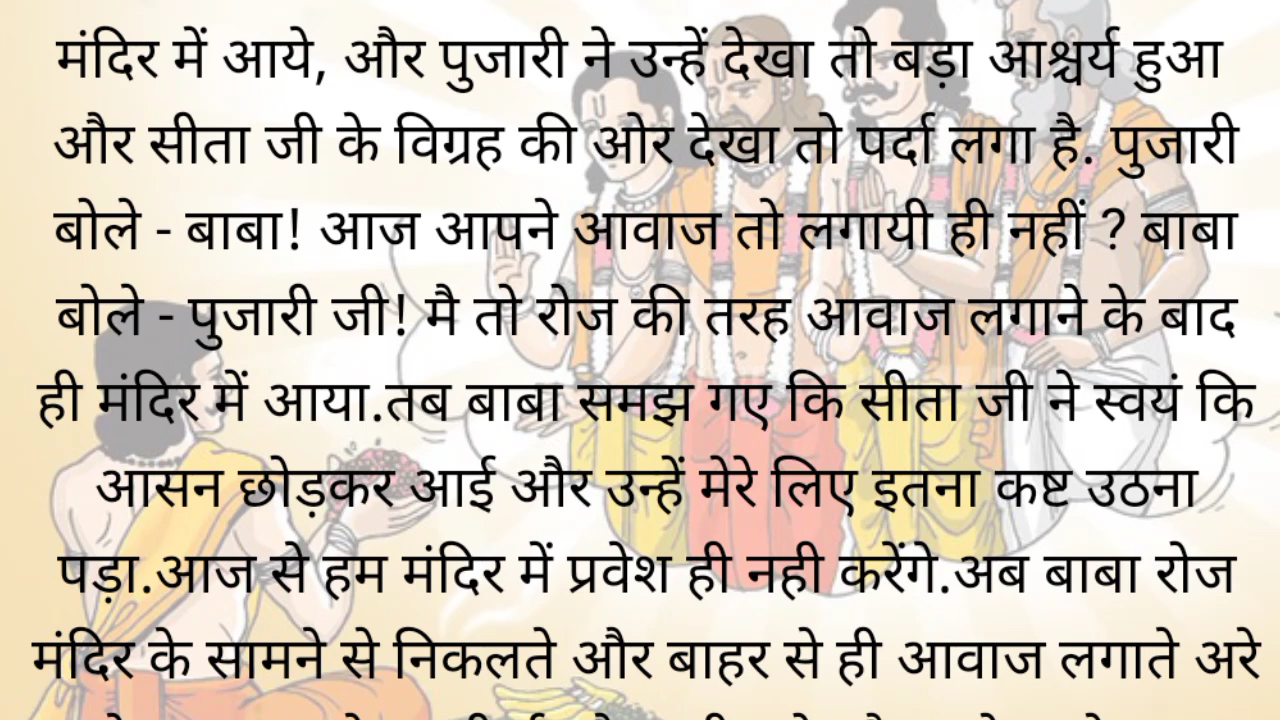 मंदिर में आये, और पुजारी ने उन्हें देखा तो बड़ा आश्चर्य हुआ
और सीता जी के विग्रह की ओर देखा तो पर्दा लगा है. पुजारी
बोले - बाबा! आज आपने आवाज तो लगायी ही नहीं ? बाबा
बोले - पुजारी जी! मै तो रोज की तरह आवाज लगाने के बाद
ही मंदिर में आया.तब बाबा समझ गए कि सीता जी ने स्वयं कि
आसन छोड़कर आई और उन्हें मेरे लिए इतना कष्ट उठना
पड़ा.आज से हम मंदिर में प्रवेश ही नही करेंगे.अब बाबा रोज
मंदिर के सामने से निकलते और बाहर से ही आवाज लगाते अरे